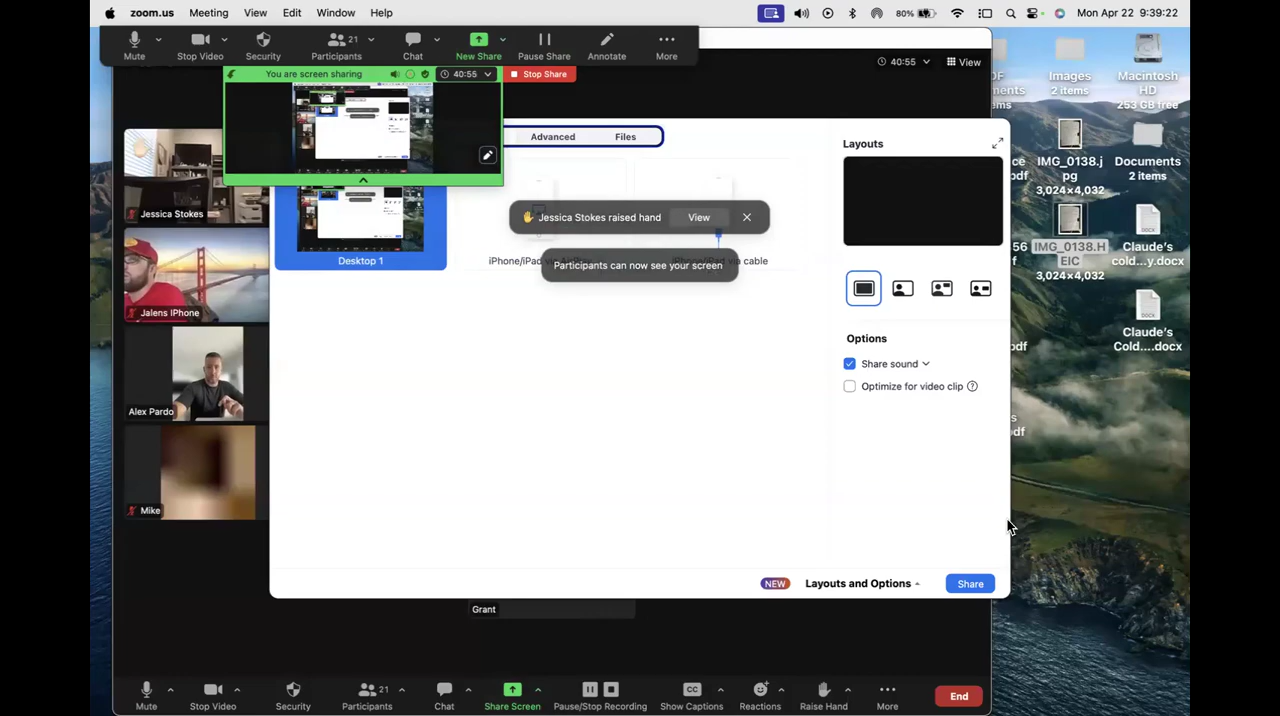 zoom.us Meeting View Edit Window Help 80% Mon Apr 22 9:39:22
Mute Stop Video Security Participants 21 Chat New Share Pause Share Annotate More
You are screen sharing 40:55 Stop Share
40:55 View
Advanced Files
Layouts
Jessica Stokes
Jessica Stokes raised hand View
Desktop 1
iPhone/iPad via
via cable
Participants can now see your screen
Jalens IPhone
Options
Share sound
Optimize for video clip
Alex Pardo
Mike
NEW Layouts and Options Share
Grant
Mute Stop Video Security Participants 21 Chat Share Screen Pause/Stop Recording CC Show Captions Reactions Raise Hand More End
Images
2 items
Macintosh
HD
253 GB free
IMG_0138.j
pg
3,024×4,032
Documents
2 items
IMG_0138.H
EIC
3,024×4,032
Claude's
cold....y.docx
Claude's
Cold....docx